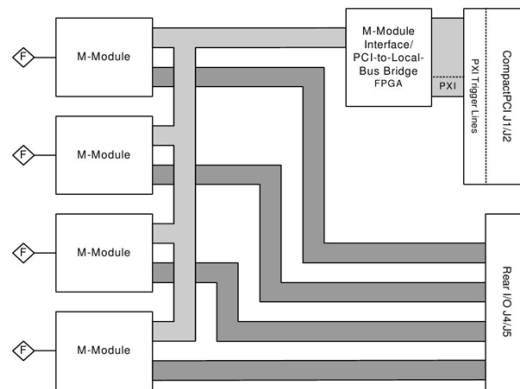 F
M-Module
F
M-Module
F
M-Module
F
M-Module
M-Module
Interface/
PCI-to-Local-
Bus Bridge
FPGA
PXI
PXI Trigger Lines
CompactPCI J1/J2
Rear I/O J4/J5